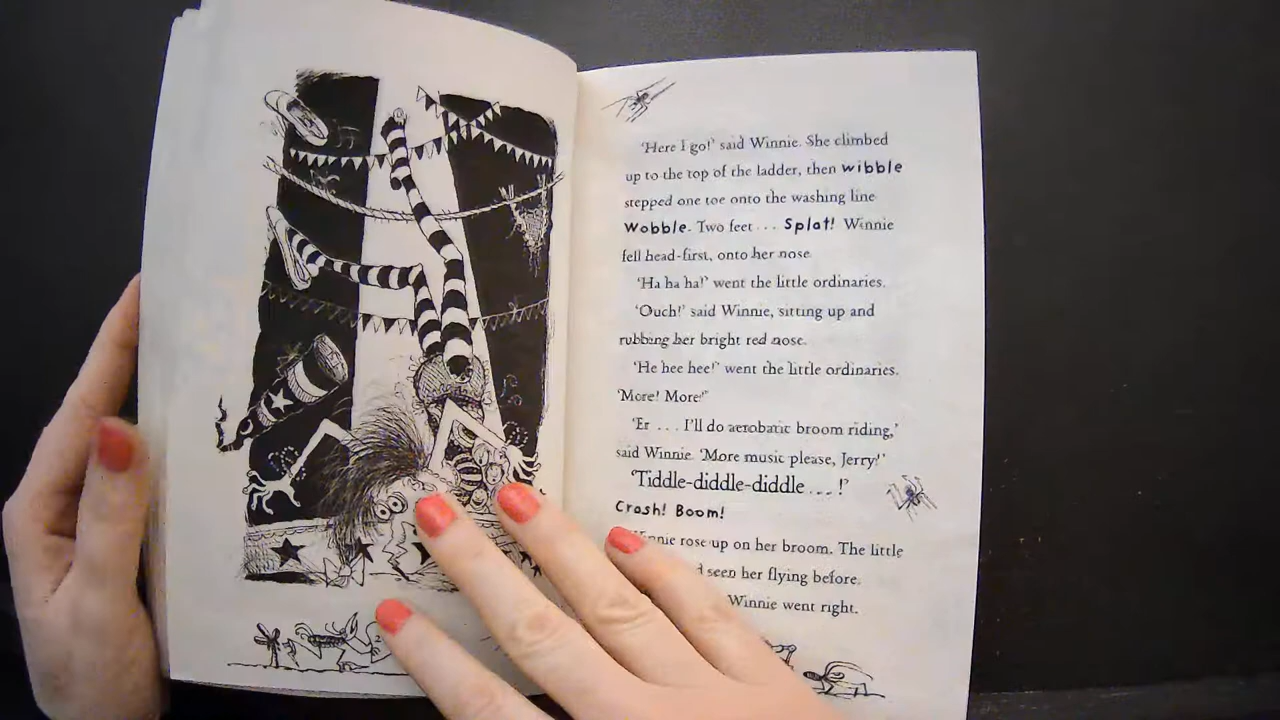 ‘Here I go!’ said Winnie. She climbed
up to the top of the ladder, then wibble
stepped one toe onto the washing line
wobble. Two feet . . . Splat! Winnie
fell head-first, onto her nose.
‘Ha ha ha!’ went the little ordinaries.
‘Ouch!’ said Winnie, sitting up and
rubbing her bright red nose.
‘He hee hee!’ went the little ordinaries.
‘More! More!’
‘Er . . . I’ll do aerobatic broom riding,’
said Winnie. ‘More music please, Jerry!’
‘Tiddle-diddle-diddle . . . !’
Crash! Boom!
rose up on her broom. The little
seen her flying before.
Winnie went right.